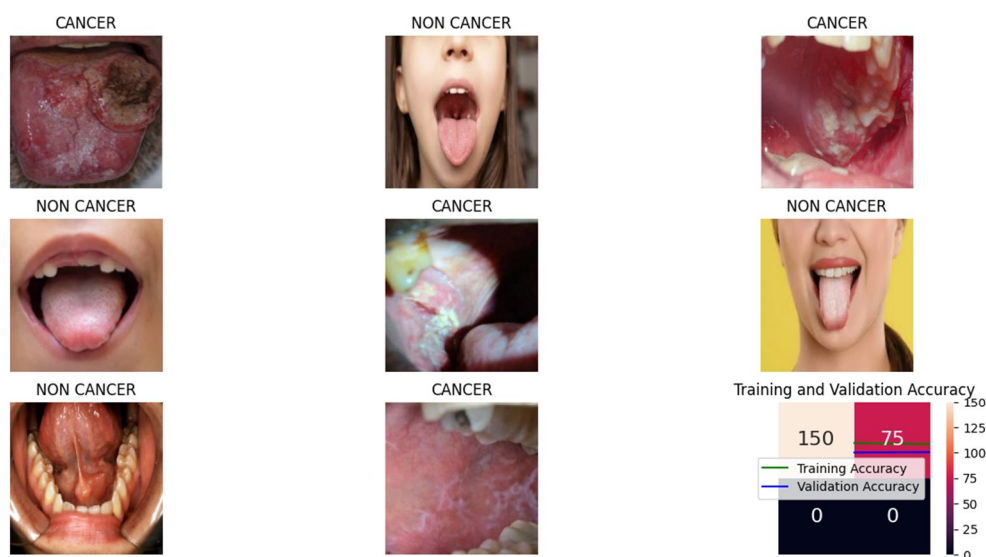 CANCER
NON CANCER
CANCER
NON CANCER
CANCER
NON CANCER
NON CANCER
CANCER
Training and Validation Accuracy
150
75
Training Accuracy
Validation Accuracy
0
0
150
125
100
75
50
25
0